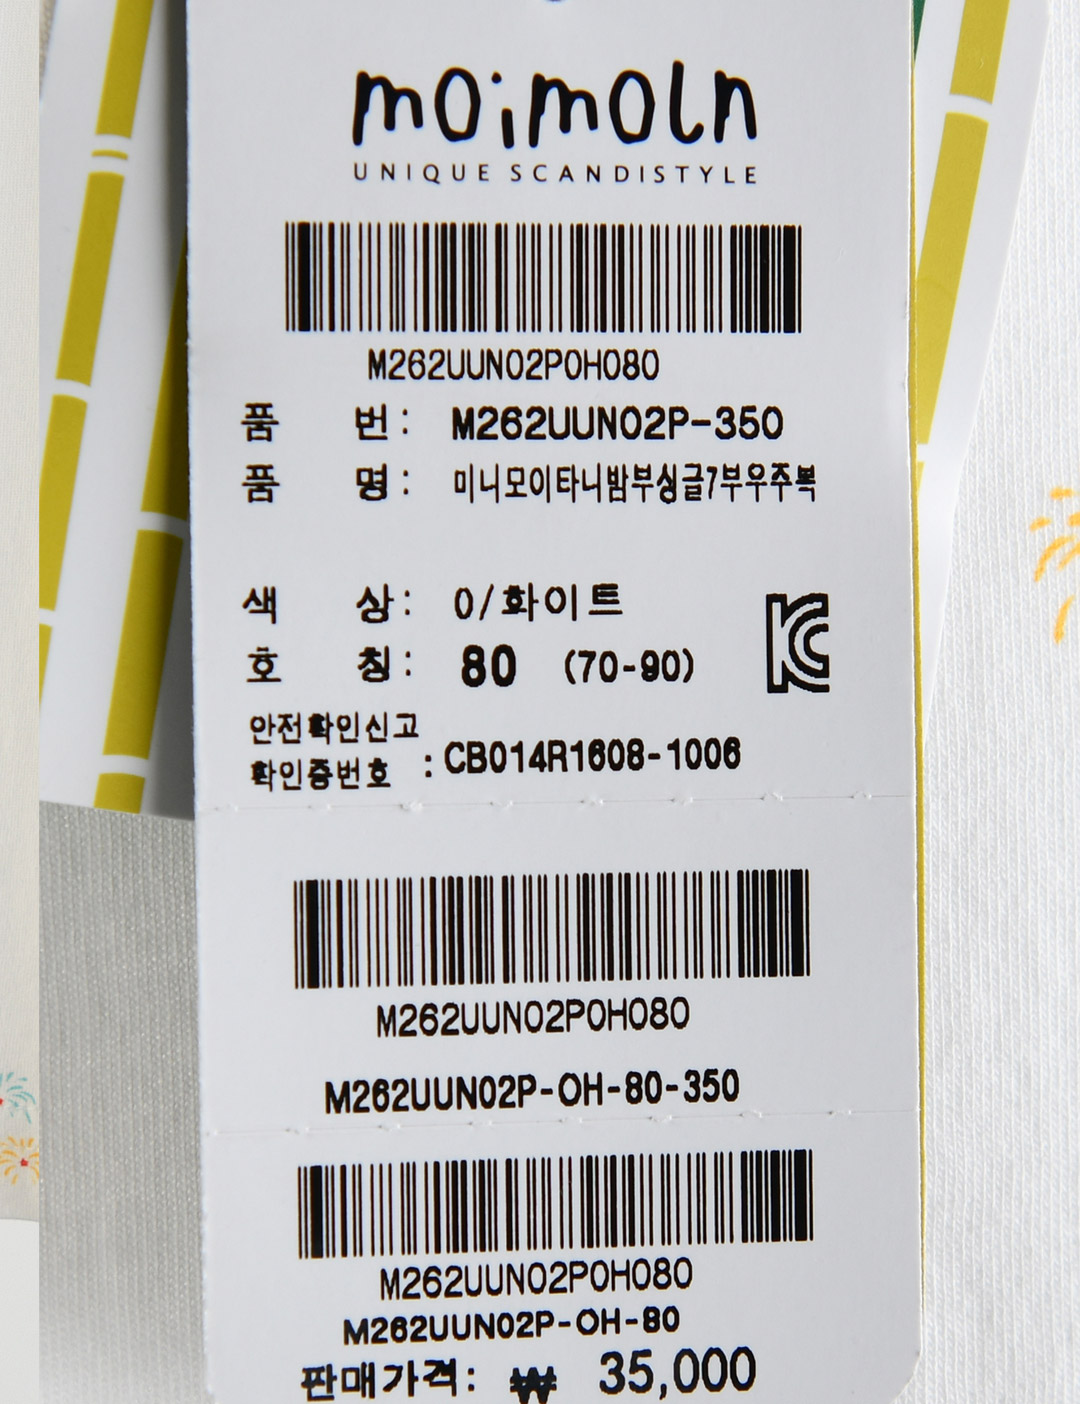 moimoln
UNIQUE SCANDISTYLE
M262UUN02P0H080
품 번 : M262UUN02P-350
품 명 : 미니모이타니밤부싱글7부우주복
색 상 : 0/화이트
호 칭 : 80 (70-90)
안전확인신고
확인증번호 : CB014R1608-1006
M262UUN02P0H080
M262UUN02P-OH-80-350
M262UUN02P0H080
M262UUN02P-OH-80
판매가격 : ₩ 35,000